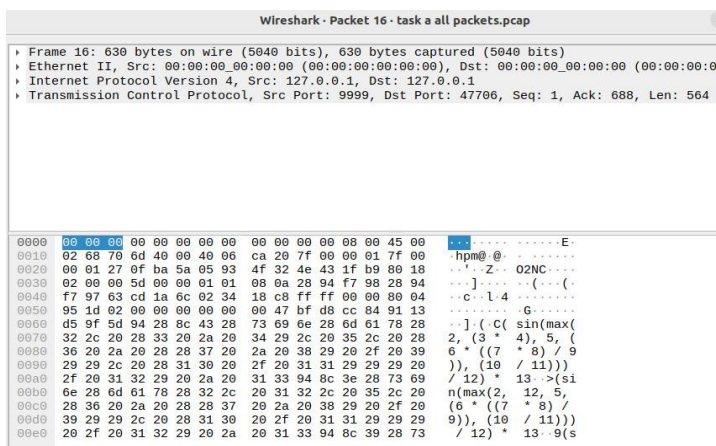 Wireshark · Packet 16 · task a all packets.pcap
Frame 16: 630 bytes on wire (5040 bits), 630 bytes captured (5040 bits)
Ethernet II, Src: 00:00:00_00:00:00 (00:00:00:00:00:00), Dst: 00:00:00_00:00:00 (00:00:00:0
Internet Protocol Version 4, Src: 127.0.0.1, Dst: 127.0.0.1
Transmission Control Protocol, Src Port: 9999, Dst Port: 47706, Seq: 1, Ack: 688, Len: 564
0000 00 00 00 00 00 00 00 00 00 00 00 00 08 00 45 00 ········ ······E·
0010 02 68 70 6d 40 00 40 06 ca 20 7f 00 00 01 7f 00 ·hpm@·@· · ······
0020 00 01 27 0f ba 5a 05 93 4f 32 4e 43 1f b9 80 18 ··'··Z·· O2NC····
0030 02 00 00 5d 00 00 01 01 08 0a 28 94 f7 98 28 94 ···]···· ··(···(·
0040 f7 97 63 cd 1a 6c 02 34 18 c8 ff ff 00 00 80 04 ··c··l·4 ········
0050 95 1d 02 00 00 00 00 00 00 47 bf d8 cc 84 91 13 ········ ·G······
0060 d5 9f 5d 94 28 8c 43 28 73 69 6e 28 6d 61 78 28 ··]·(·C( sin(max(
0070 32 2c 20 28 33 20 2a 20 34 29 2c 20 35 2c 20 28 2, (3 * 4), 5, (
0080 36 20 2a 20 28 28 37 20 2a 20 38 29 20 2f 20 39 6 * ((7 * 8) / 9
0090 29 29 2c 20 28 31 30 20 2f 20 31 31 29 29 29 20 )), (10 / 11)))
00a0 2f 20 31 32 29 20 2a 20 31 33 94 8c 3e 28 73 69 / 12) * 13··>(si
00b0 6e 28 6d 61 78 28 32 2c 20 31 32 2c 20 35 2c 20 n(max(2, 12, 5,
00c0 28 36 20 2a 20 28 28 37 20 2a 20 38 29 20 2f 20 (6 * ((7 * 8) /
00d0 39 29 29 2c 20 28 31 30 20 2f 20 31 31 29 29 29 9)), (10 / 11)))
00e0 20 2f 20 31 32 29 20 2a 20 31 33 94 8c 39 28 73 / 12) * 13··9(s